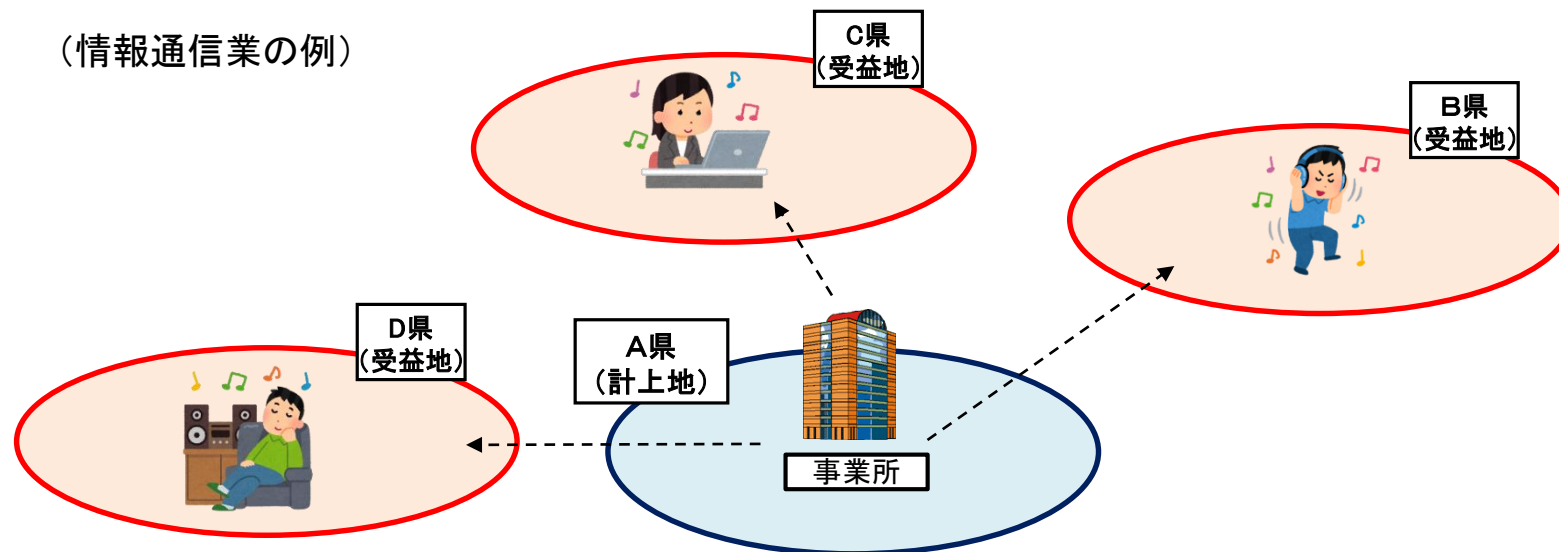 （情報通信業の例）
C県
（受益地）
B県
（受益地）
D県
（受益地）
A県
（計上地）
事業所